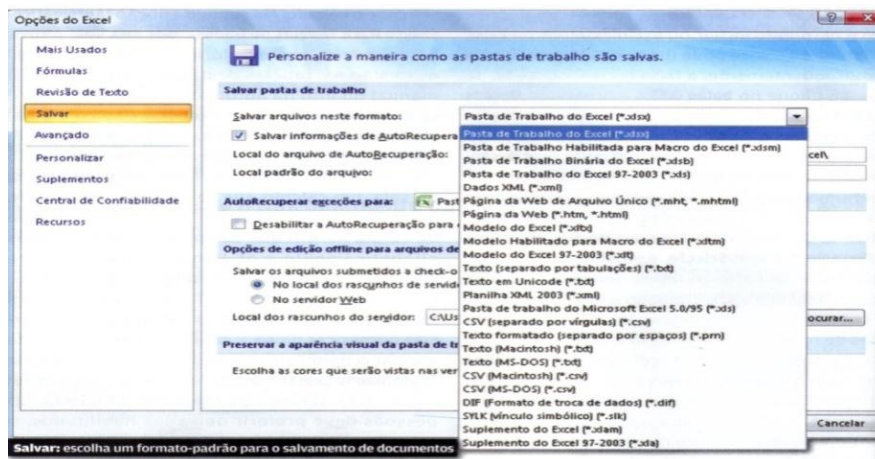 Opções do Excel
Mais Usados
Fórmulas
Revisão de Texto
Salvar
Avançado
Personalizar
Suplementos
Central de Confiabilidade
Recursos
Personalize a maneira como as pastas de trabalho são salvas.
Salvar pastas de trabalho
Salvar arquivos neste formato: Pasta de Trabalho do Excel (*.xlsx)
Salvar informações de AutoRecupera
Local do arquivo de AutoRecuperação: cel\
Local padrão do arquivo:
AutoRecuperar exceções para: Past
Desabilitar a AutoRecuperação para
Opções de edição offline para arquivos de
Salvar os arquivos submetidos a check-o
No local dos rascunhos de servid
No servidor Web
Local dos rascunhos do servidor: C:\Us ocurar...
Preservar a aparência visual da pasta de tr
Escolha as cores que serão vistas nas ver
Pasta de Trabalho do Excel (*.xlsx)
Pasta de Trabalho Habilitada para Macro do Excel (*.xlsm)
Pasta de Trabalho Binária do Excel (*.xlsb)
Pasta de Trabalho do Excel 97-2003 (*.xls)
Dados XML (*.xml)
Página da Web de Arquivo Único (*.mht, *.mhtml)
Página da Web (*.htm, *.html)
Modelo do Excel (*.xltx)
Modelo Habilitado para Macro do Excel (*.xltm)
Modelo do Excel 97-2003 (*.xlt)
Texto (separado por tabulações) (*.txt)
Texto em Unicode (*.txt)
Planilha XML 2003 (*.xml)
Pasta de trabalho do Microsoft Excel 5.0/95 (*.xls)
CSV (separado por vírgulas) (*.csv)
Texto formatado (separado por espaços) (*.prn)
Texto (Macintosh) (*.txt)
Texto (MS-DOS) (*.txt)
CSV (Macintosh) (*.csv)
CSV (MS-DOS) (*.csv)
DIF (Formato de troca de dados) (*.dif)
SYLK (vínculo simbólico) (*.slk)
Suplemento do Excel (*.xlam)
Suplemento do Excel 97-2003 (*.xla)
Cancelar
Salvar: escolha um formato-padrão para o salvamento de documentos